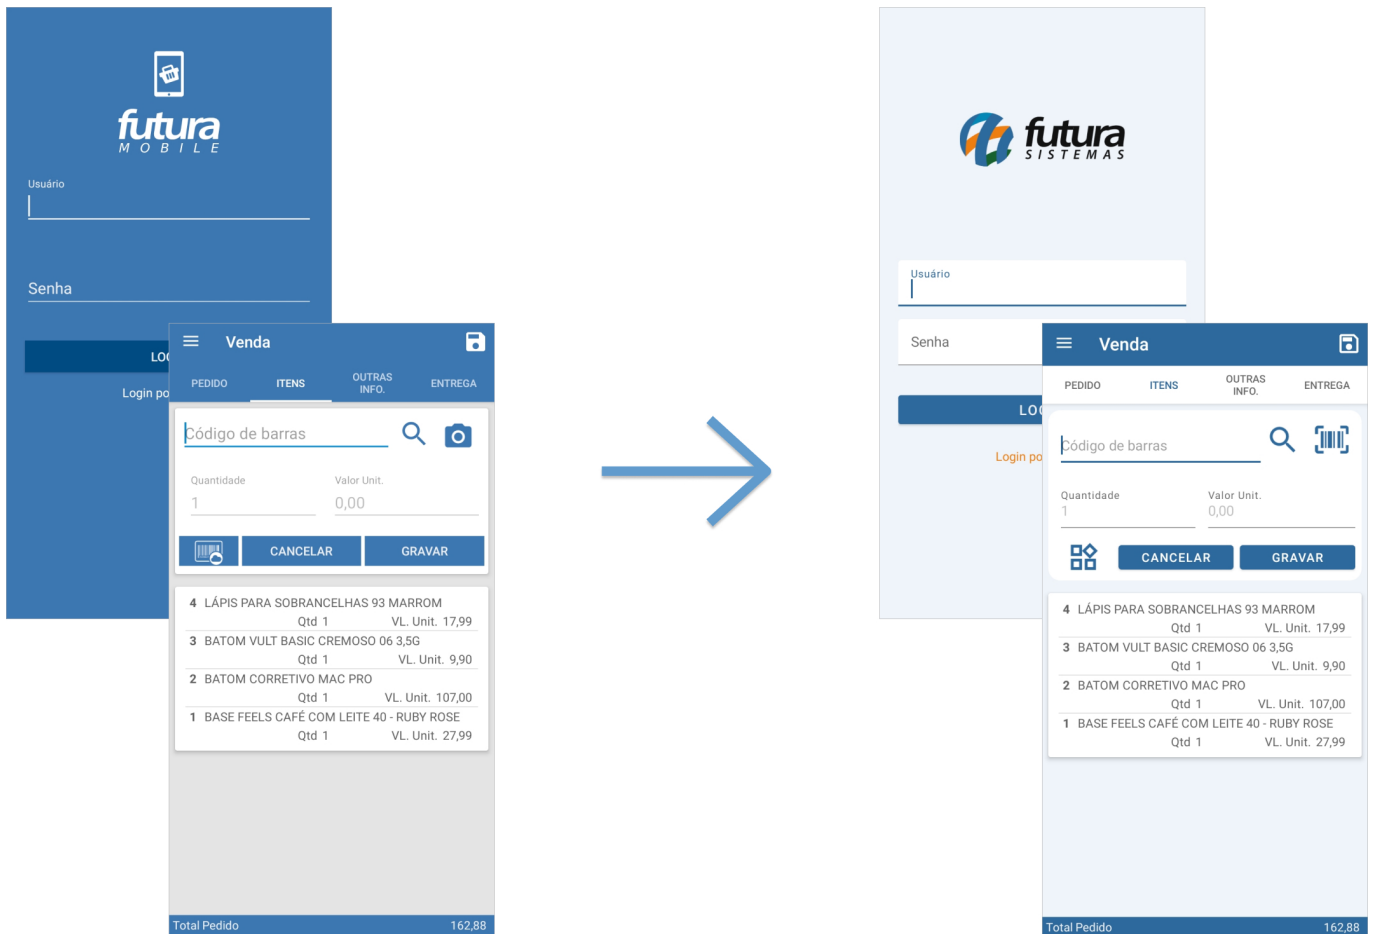 futura
MOBILE
Usuário
Senha
LO
Login po
Venda
PEDIDO
ITENS
OUTRAS
INFO.
ENTREGA
Código de barras
Quantidade
Valor Unit.
1
0,00
CANCELAR
GRAVAR
4 LÁPIS PARA SOBRANCELHAS 93 MARROM
Qtd 1 VL. Unit. 17,99
3 BATOM VULT BASIC CREMOSO 06 3,5G
Qtd 1 VL. Unit. 9,90
2 BATOM CORRETIVO MAC PRO
Qtd 1 VL. Unit. 107,00
1 BASE FEELS CAFÉ COM LEITE 40 - RUBY ROSE
Qtd 1 VL. Unit. 27,99
Total Pedido 162,88
futura
SISTEMAS
Usuário
Senha
LO
Login po
Venda
PEDIDO
ITENS
OUTRAS
INFO.
ENTREGA
Código de barras
Quantidade
Valor Unit.
1
0,00
CANCELAR
GRAVAR
4 LÁPIS PARA SOBRANCELHAS 93 MARROM
Qtd 1 VL. Unit. 17,99
3 BATOM VULT BASIC CREMOSO 06 3,5G
Qtd 1 VL. Unit. 9,90
2 BATOM CORRETIVO MAC PRO
Qtd 1 VL. Unit. 107,00
1 BASE FEELS CAFÉ COM LEITE 40 - RUBY ROSE
Qtd 1 VL. Unit. 27,99
Total Pedido 162,88